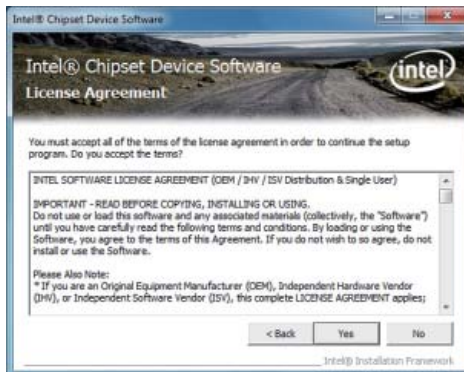 Intel® Chipset Device Software
Intel® Chipset Device Software
License Agreement
intel
You must accept all of the terms of the license agreement in order to continue the setup
program. Do you accept the terms?
INTEL SOFTWARE LICENSE AGREEMENT (OEM / IHV / ISV Distribution & Single User)
IMPORTANT - READ BEFORE COPYING, INSTALLING OR USING.
Do not use or load this software and any associated materials (collectively, the "Software")
until you have carefully read the following terms and conditions. By loading or using the
Software, you agree to the terms of this Agreement. If you do not wish to so agree, do not
install or use the Software.
Please Also Note:
* If you are an Original Equipment Manufacturer (OEM), Independent Hardware Vendor
(IHV), or Independent Software Vendor (ISV), this complete LICENSE AGREEMENT applies;
< Back Yes No
Intel® Installation Framework